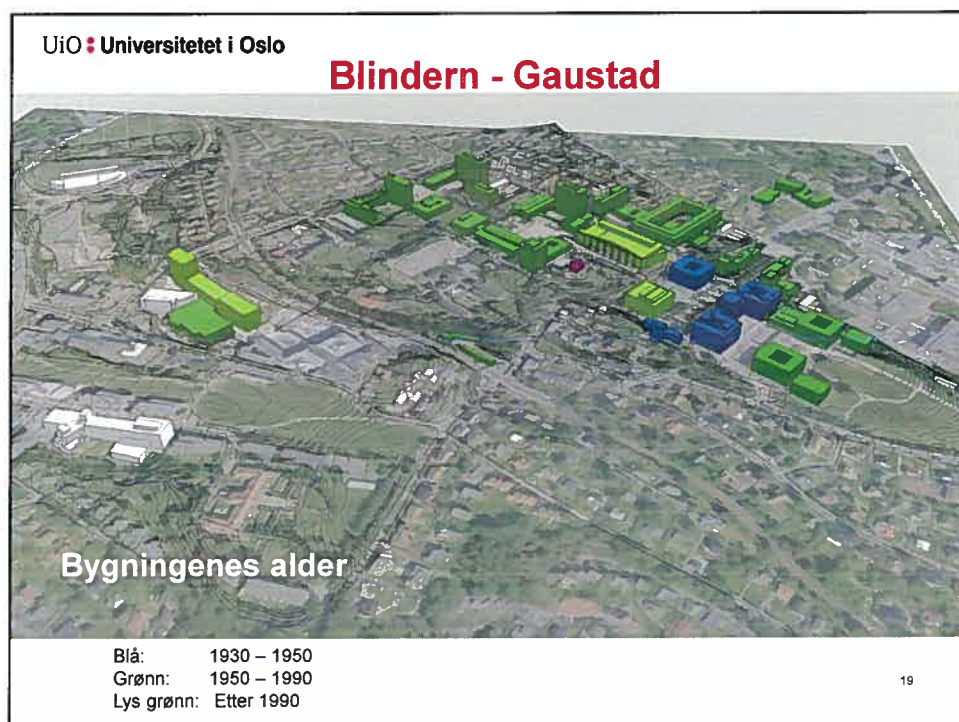 UiO : Universitetet i Oslo
Blindern - Gaustad
Bygningenes alder
Blå: 1930 – 1950
Grønn: 1950 – 1990
Lys grønn: Etter 1990
19